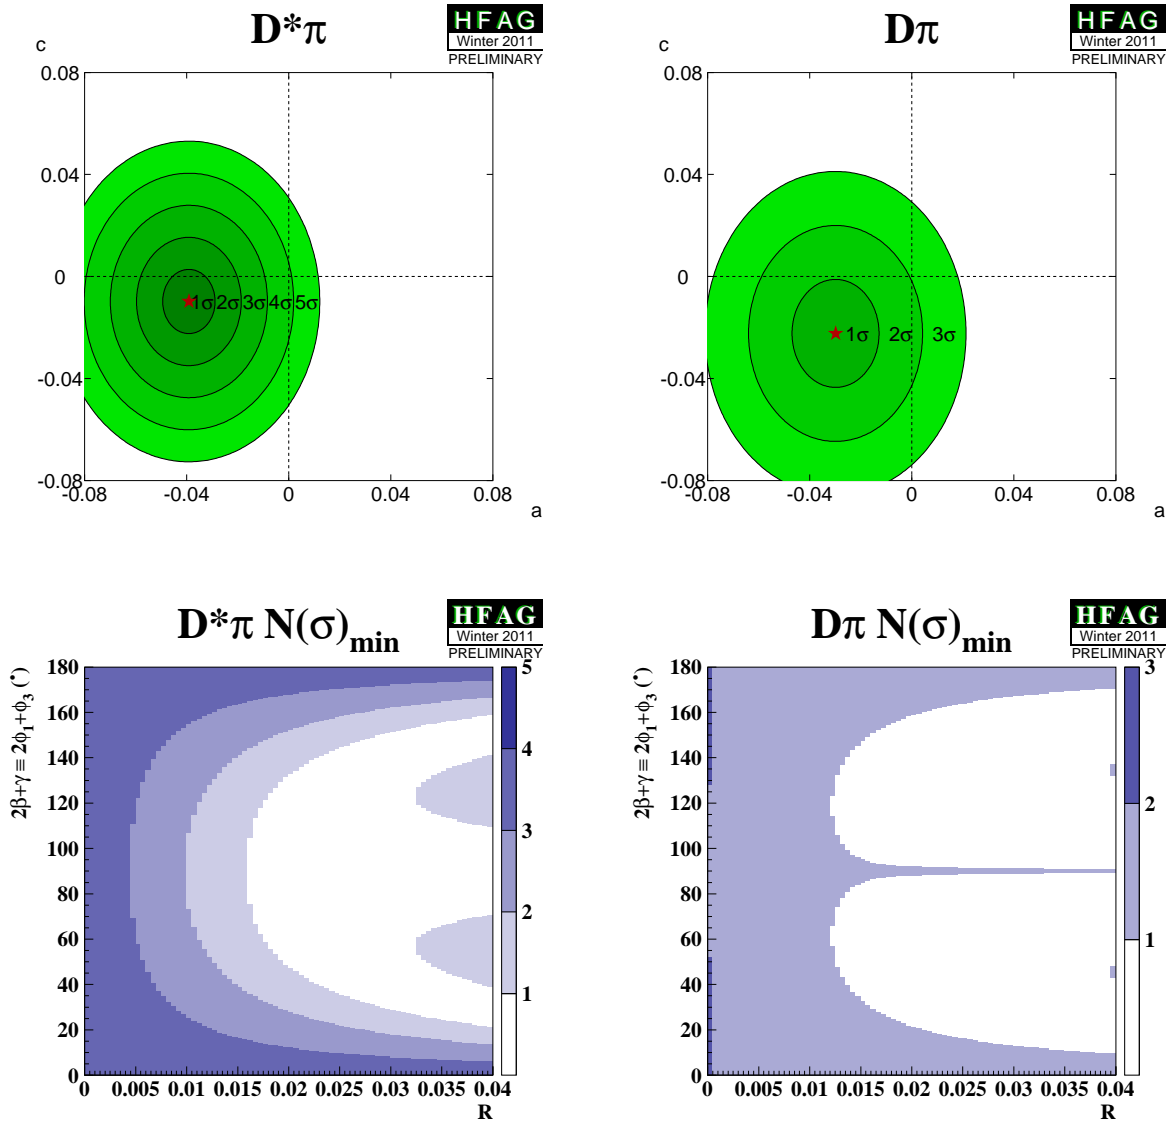 D*π
HFAG
Winter 2011
PRELIMINARY
c
0.08
0.04
0
-0.04
-0.08
1σ 2σ 3σ 4σ 5σ
-0.08 -0.04 0 0.04 0.08
a
Dπ
HFAG
Winter 2011
PRELIMINARY
c
0.08
0.04
0
-0.04
-0.08
1σ 2σ 3σ
-0.08 -0.04 0 0.04 0.08
a
D*π N(σ)min
HFAG
Winter 2011
PRELIMINARY
2β+γ ≡ 2ϕ1+ϕ3 (°)
180
160
140
120
100
80
60
40
20
0
0 0.005 0.01 0.015 0.02 0.025 0.03 0.035 0.04
R
5
4
3
2
1
Dπ N(σ)min
HFAG
Winter 2011
PRELIMINARY
2β+γ ≡ 2ϕ1+ϕ3 (°)
180
160
140
120
100
80
60
40
20
0
0 0.005 0.01 0.015 0.02 0.025 0.03 0.035 0.04
R
3
2
1